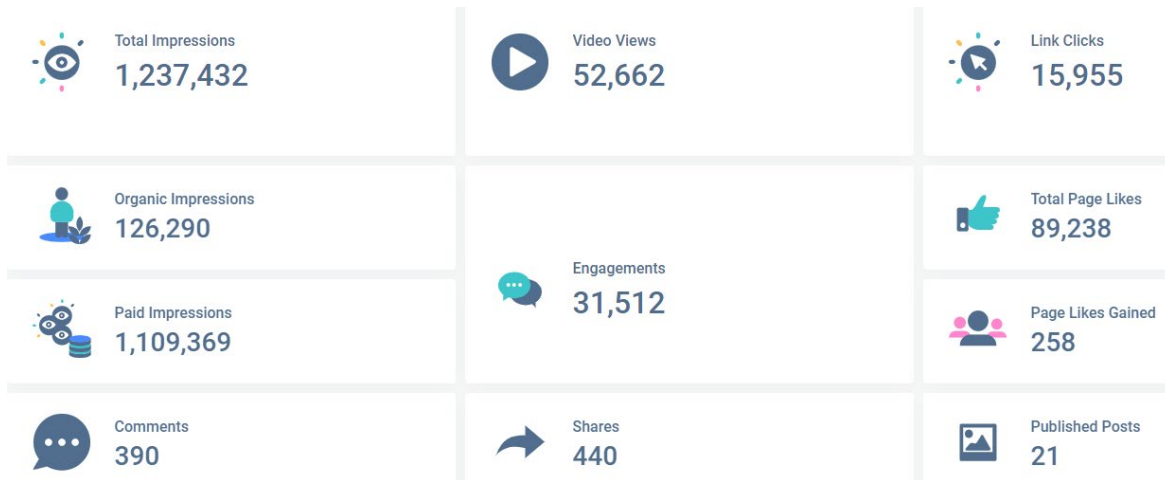 Total Impressions
1,237,432
Video Views
52,662
Link Clicks
15,955
Organic Impressions
126,290
Total Page Likes
89,238
Engagements
31,512
Paid Impressions
1,109,369
Page Likes Gained
258
Comments
390
Shares
440
Published Posts
21